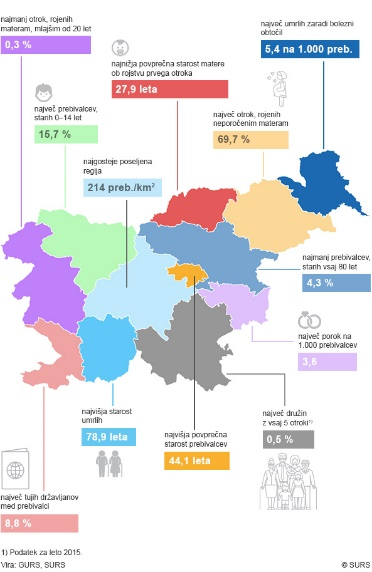 najmanj otrok, rojenih
materam, mlajšim od 20 let
0,3 %
največ umrlih zaradi bolezni
obtočil
5,4 na 1.000 preb.
najnižja povprečna starost matere
ob rojstvu prvega otroka
27,9 leta
največ prebivalcev,
starih 0–14 let
15,7 %
največ otrok, rojenih
neporočenim materam
69,7 %
najgosteje poseljena
regija
214 preb./km²
najmanj prebivalcev,
starih vsaj 80 let
4,3 %
največ porok na
1.000 prebivalcev
3,6
najvišja starost
umrlih
78,9 leta
najvišja povprečna
starost prebivalcev
44,1 leta
največ družin
z vsaj 5 otroki¹⁾
0,5 %
največ tujih državljanov
med prebivalci
8,8 %
1) Podatek za leto 2015.
Vira: GURS, SURS
© SURS